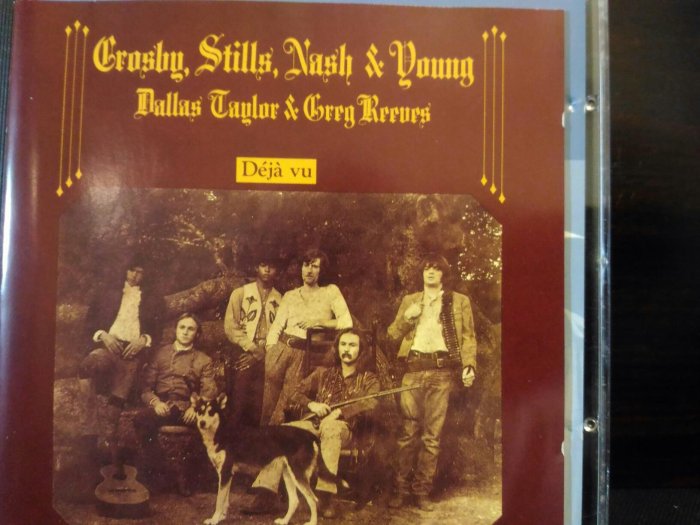 Crosby, Stills, Nash & Young
Dallas Taylor & Greg Reeves
Déjà vu